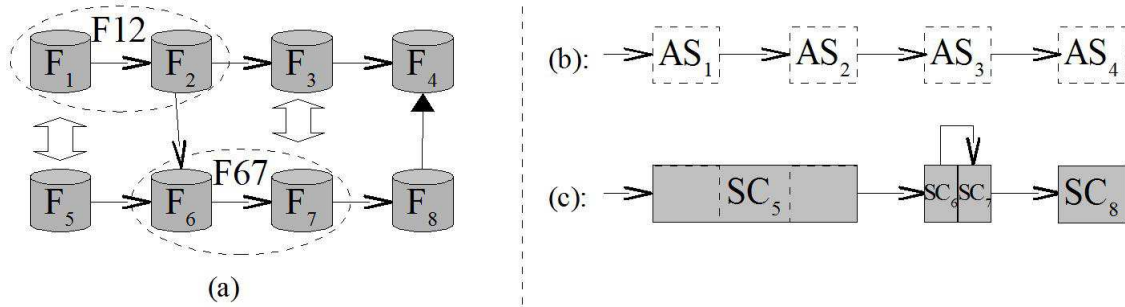 F12
F₁ F₂ F₃ F₄
F67
F₅ F₆ F₇ F₈
(a)
(b): AS₁ AS₂ AS₃ AS₄
(c): SC₅ SC₆ SC₇ SC₈